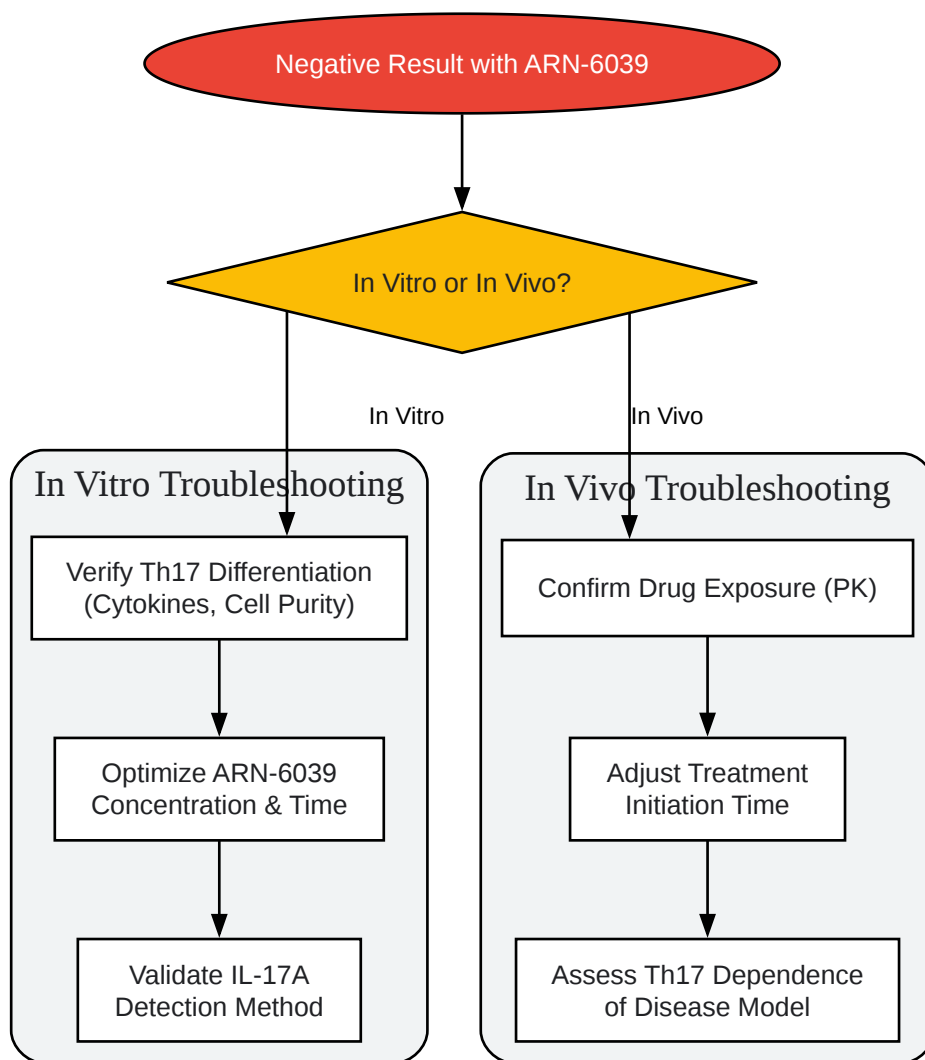 Negative Result with ARN-6039
In Vitro or In Vivo?
In Vitro
In Vivo
In Vitro Troubleshooting
Verify Th17 Differentiation
(Cytokines, Cell Purity)
Optimize ARN-6039
Concentration & Time
Validate IL-17A
Detection Method
In Vivo Troubleshooting
Confirm Drug Exposure (PK)
Adjust Treatment
Initiation Time
Assess Th17 Dependence
of Disease Model